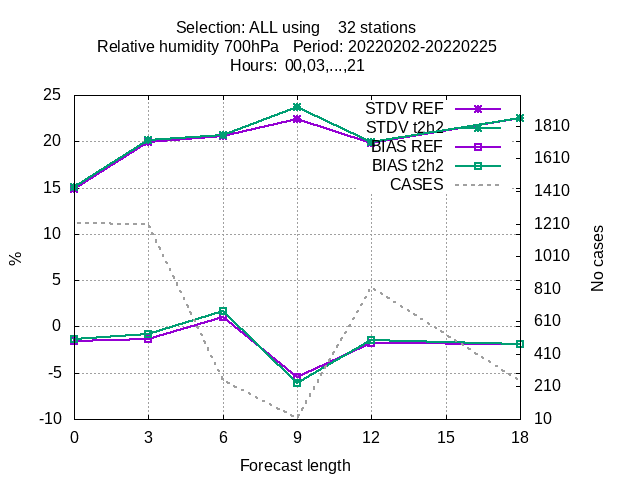 Selection: ALL using    32 stations
Relative humidity 700hPa   Period: 20220202-20220225
Hours:  00,03,...,21
25
20
15
10
5
0
-5
-10
%
STDV REF
STDV t2h2
BIAS REF
BIAS t2h2
CASES
1810
1610
1410
1210
1010
810
610
410
210
10
No cases
0 3 6 9 12 15 18
Forecast length